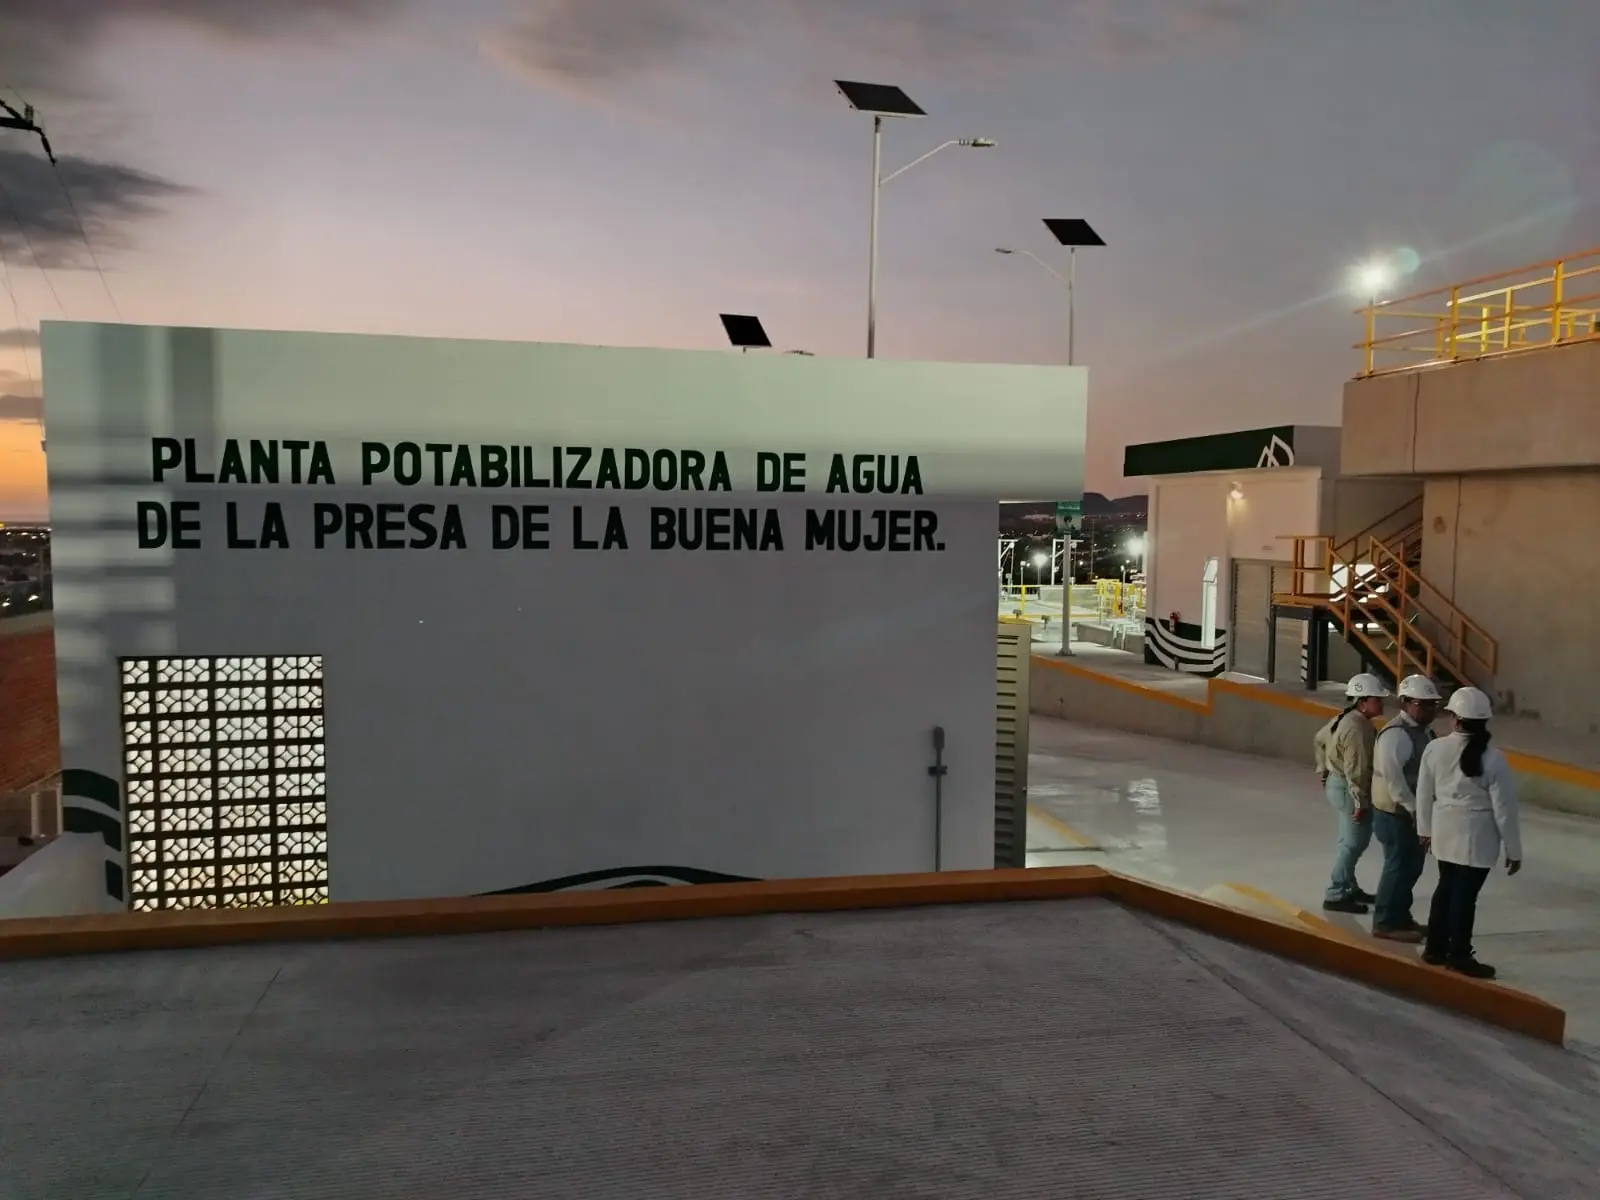 PLANTA POTABILIZADORA DE AGUA
DE LA PRESA DE LA BUENA MUJER.